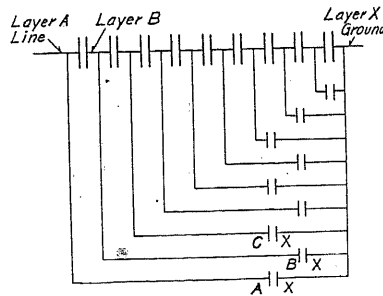 Layer A
Line
Layer B
Layer X
Ground
C X
B X
A X